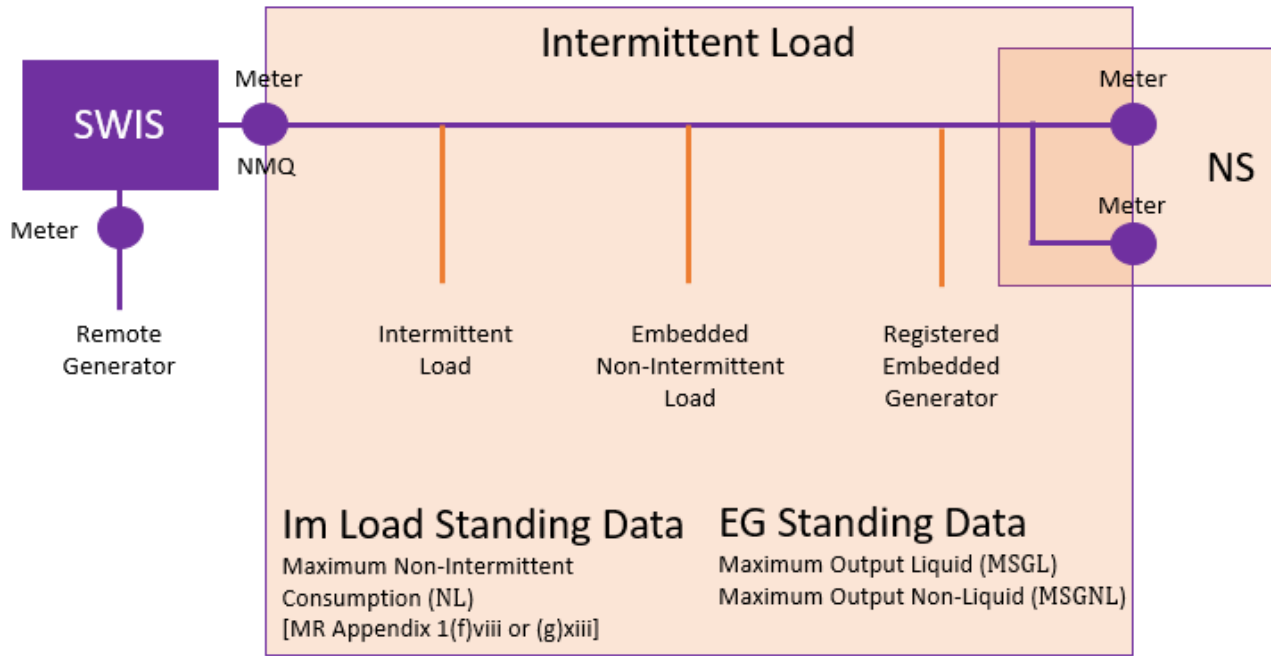 Intermittent Load
SWIS
Meter
NMQ
Meter
Meter
NS
Meter
Remote
Generator
Intermittent
Load
Embedded
Non-Intermittent
Load
Registered
Embedded
Generator
Im Load Standing Data
Maximum Non-Intermittent
Consumption (NL)
[MR Appendix 1(f)viii or (g)xiii]
EG Standing Data
Maximum Output Liquid (MSGL)
Maximum Output Non-Liquid (MSGNL)